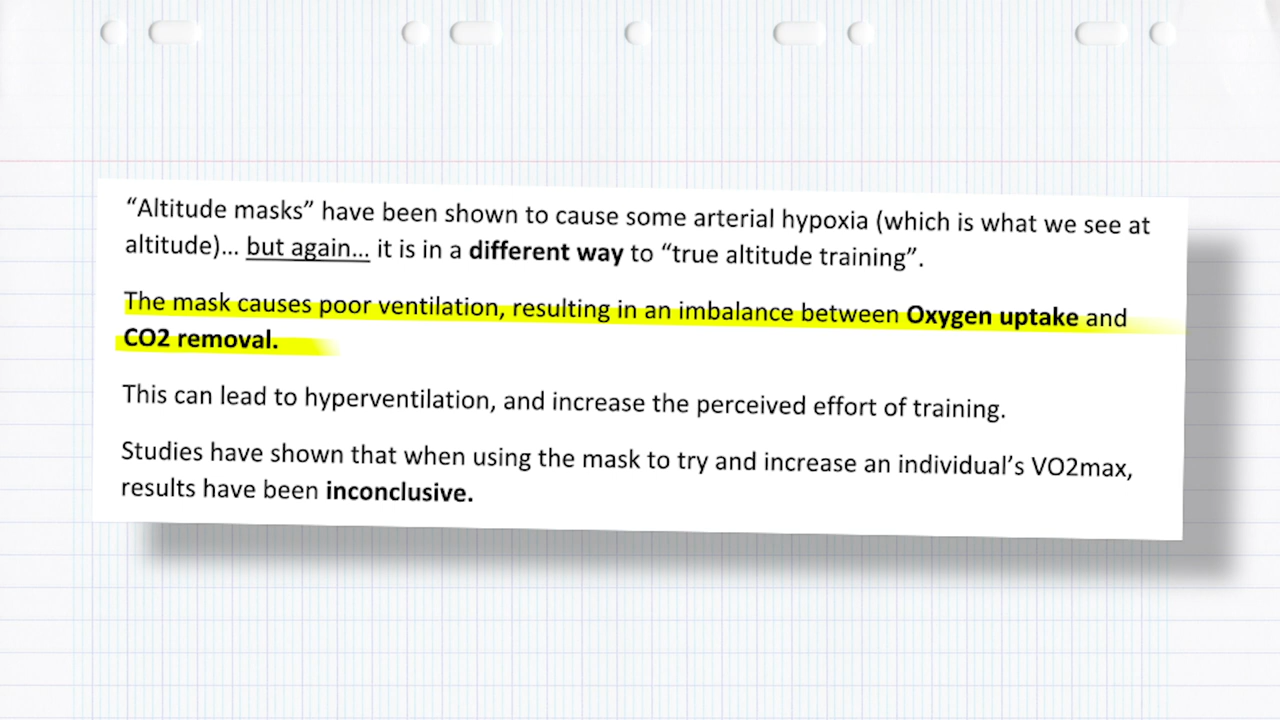 “Altitude masks” have been shown to cause some arterial hypoxia (which is what we see at
altitude)... but again... it is in a different way to “true altitude training”.
The mask causes poor ventilation, resulting in an imbalance between Oxygen uptake and
CO2 removal.
This can lead to hyperventilation, and increase the perceived effort of training.
Studies have shown that when using the mask to try and increase an individual’s VO2max,
results have been inconclusive.